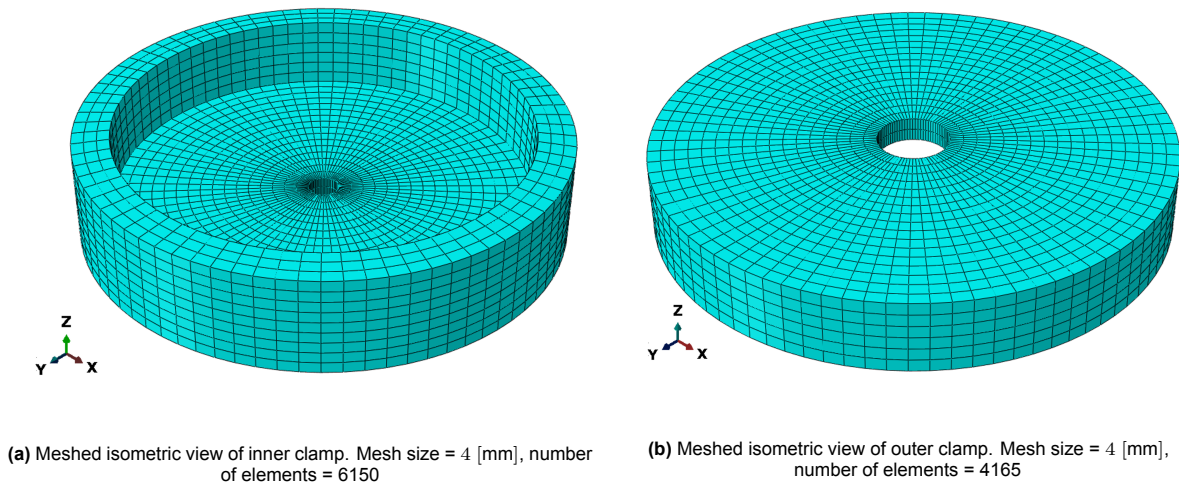 Z
Y
X
Z
Y
X
(a) Meshed isometric view of inner clamp. Mesh size = 4 [mm], number
of elements = 6150
(b) Meshed isometric view of outer clamp. Mesh size = 4 [mm],
number of elements = 4165